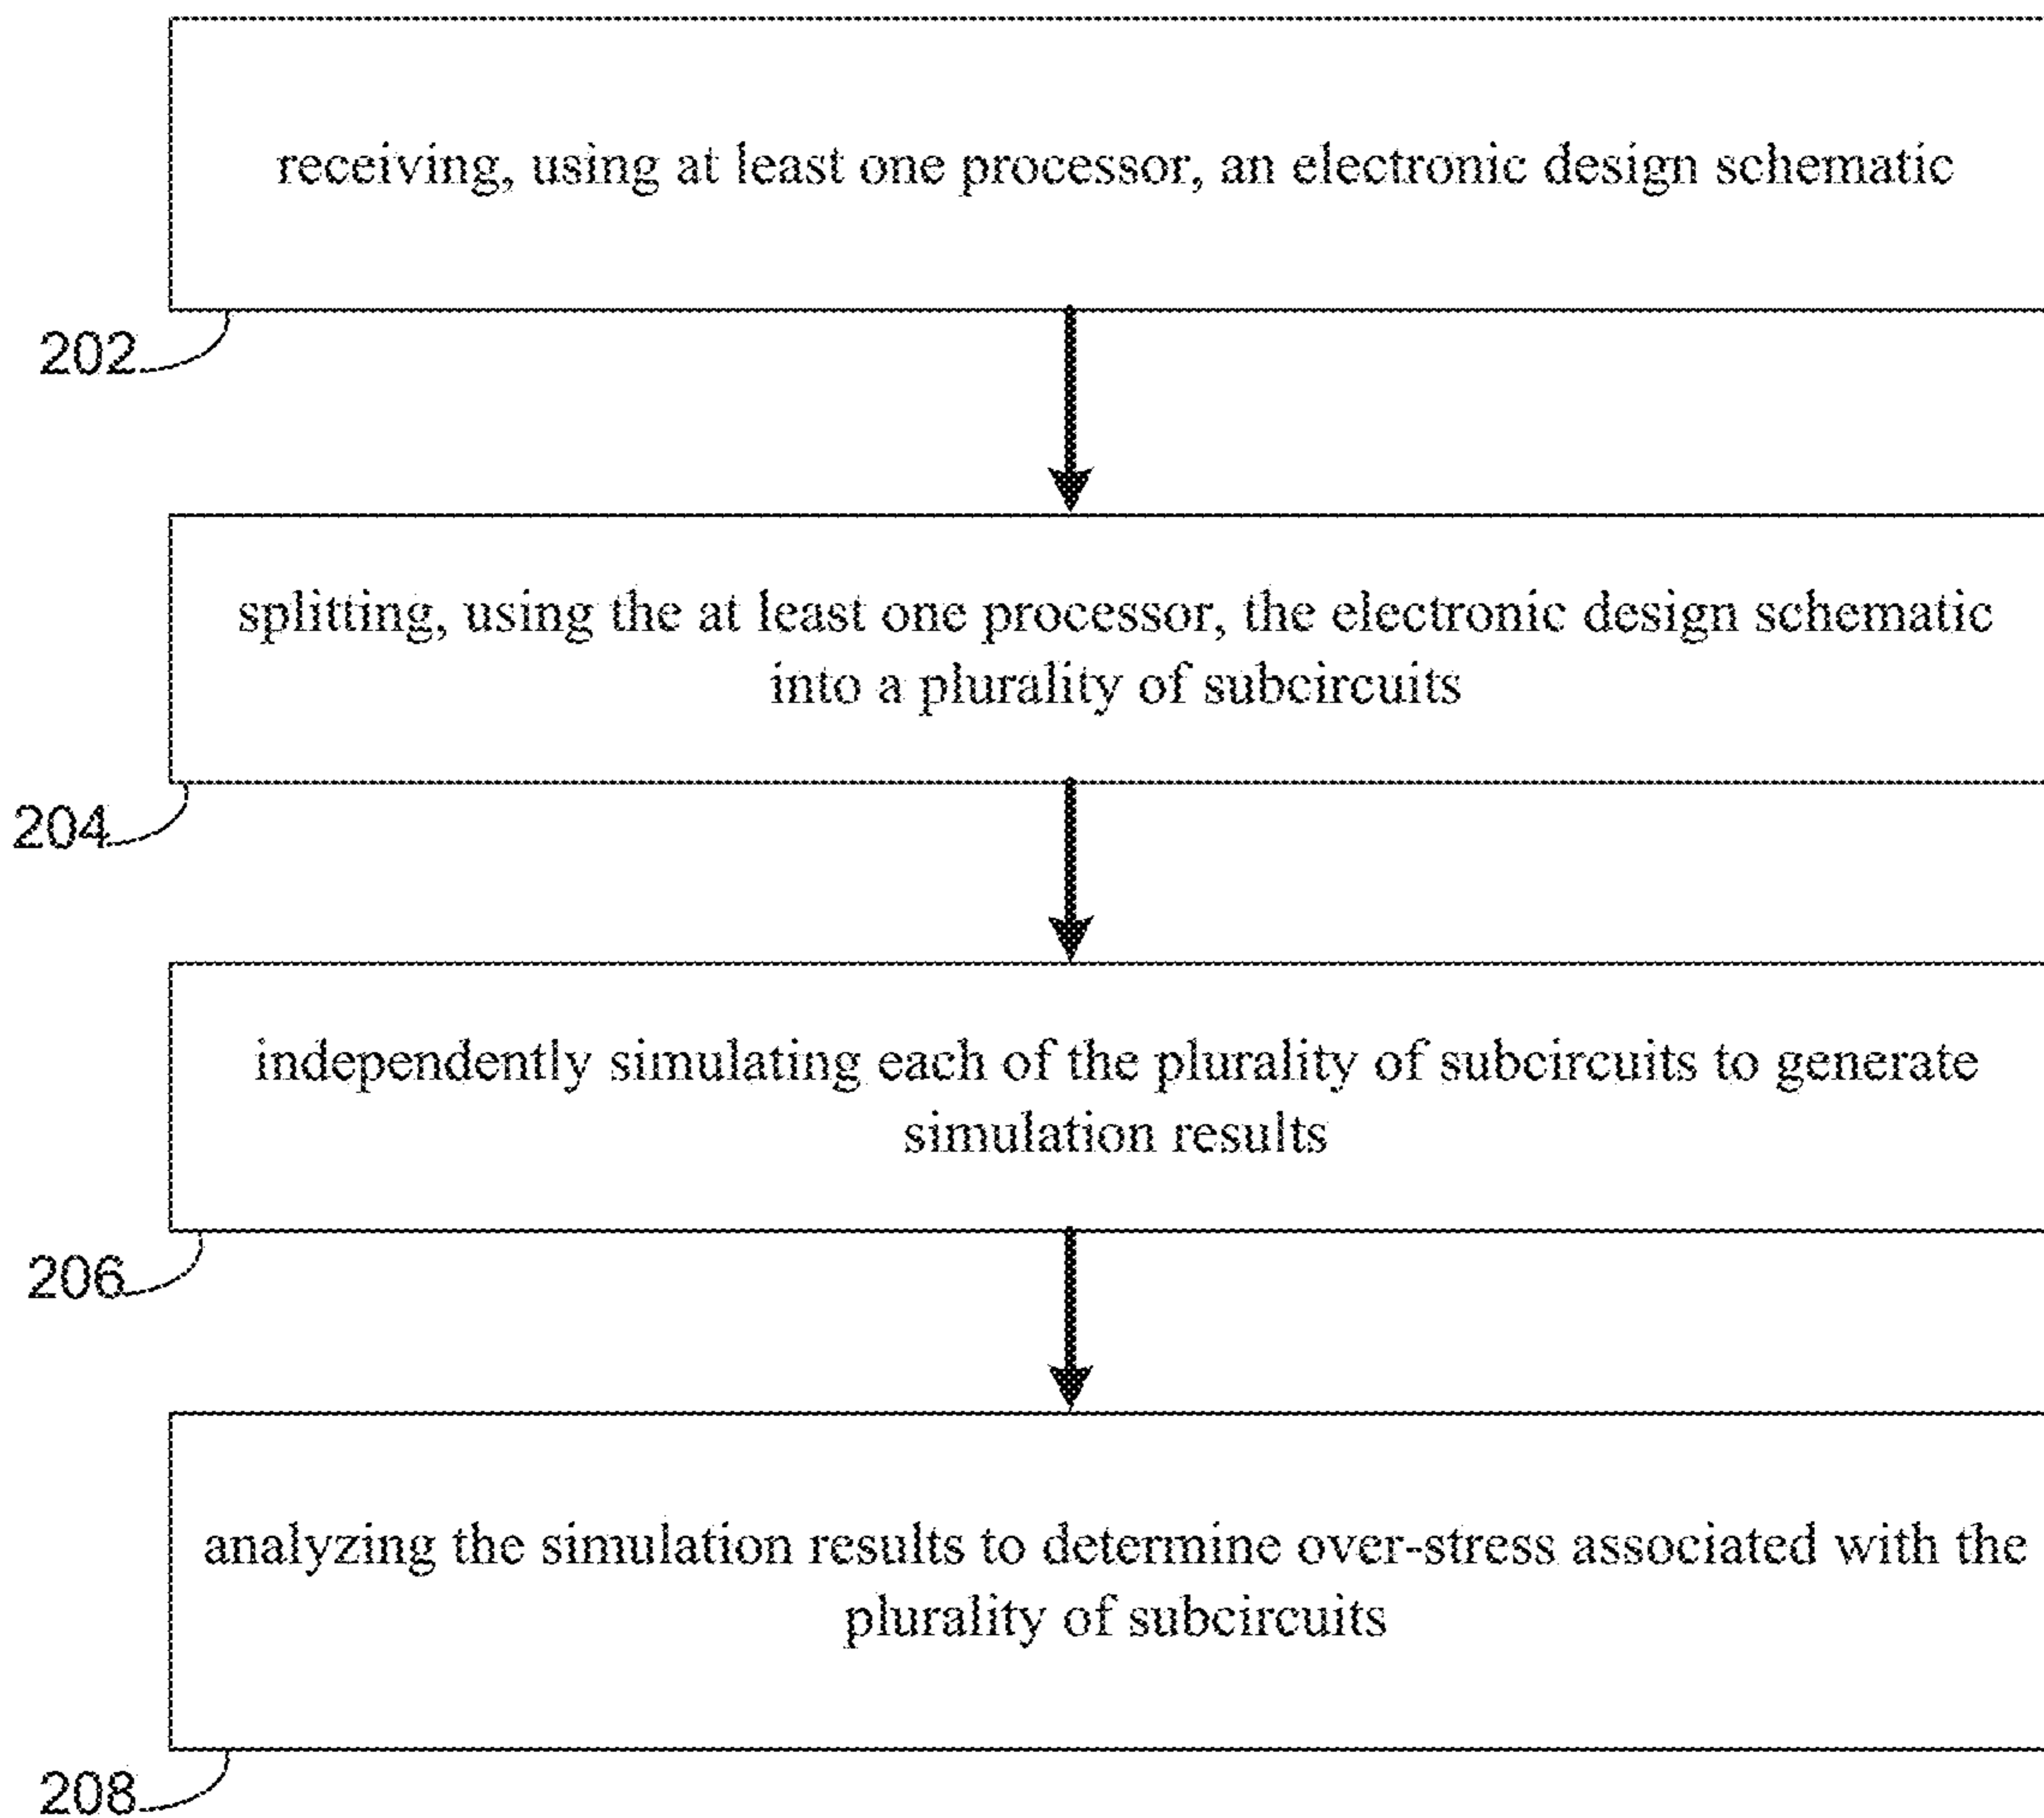 receiving, using at least one processor, an electronic design schematic
202
splitting, using the at least one processor, the electronic design schematic
into a plurality of subcircuits
204
independently simulating each of the plurality of subcircuits to generate
simulation results
206
analyzing the simulation results to determine over-stress associated with the
plurality of subcircuits
208